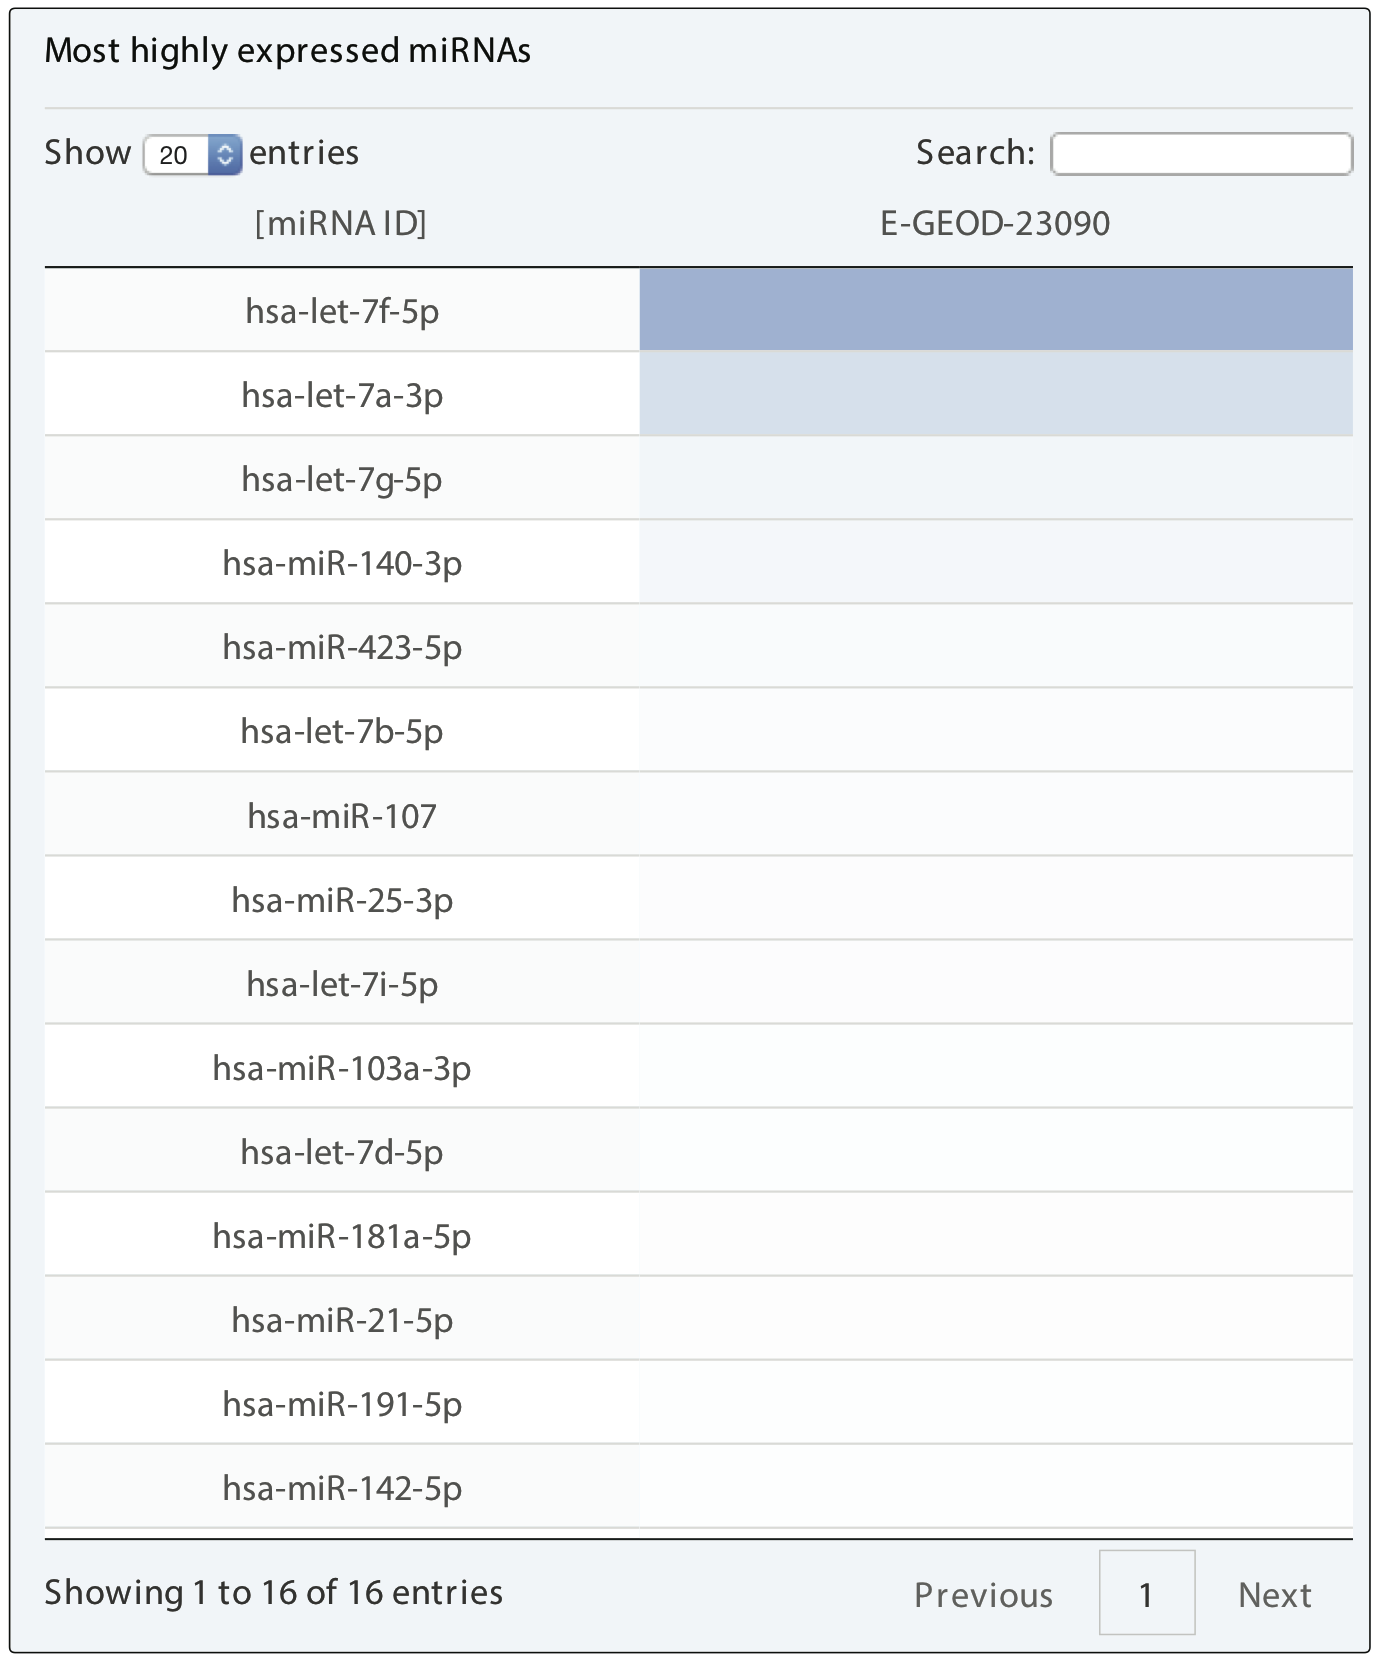 Most highly expressed miRNAs
Show 20 entries Search:
[miRNA ID] E-GEOD-23090
hsa-let-7f-5p
hsa-let-7a-3p
hsa-let-7g-5p
hsa-miR-140-3p
hsa-miR-423-5p
hsa-let-7b-5p
hsa-miR-107
hsa-miR-25-3p
hsa-let-7i-5p
hsa-miR-103a-3p
hsa-let-7d-5p
hsa-miR-181a-5p
hsa-miR-21-5p
hsa-miR-191-5p
hsa-miR-142-5p
Showing 1 to 16 of 16 entries Previous 1 Next